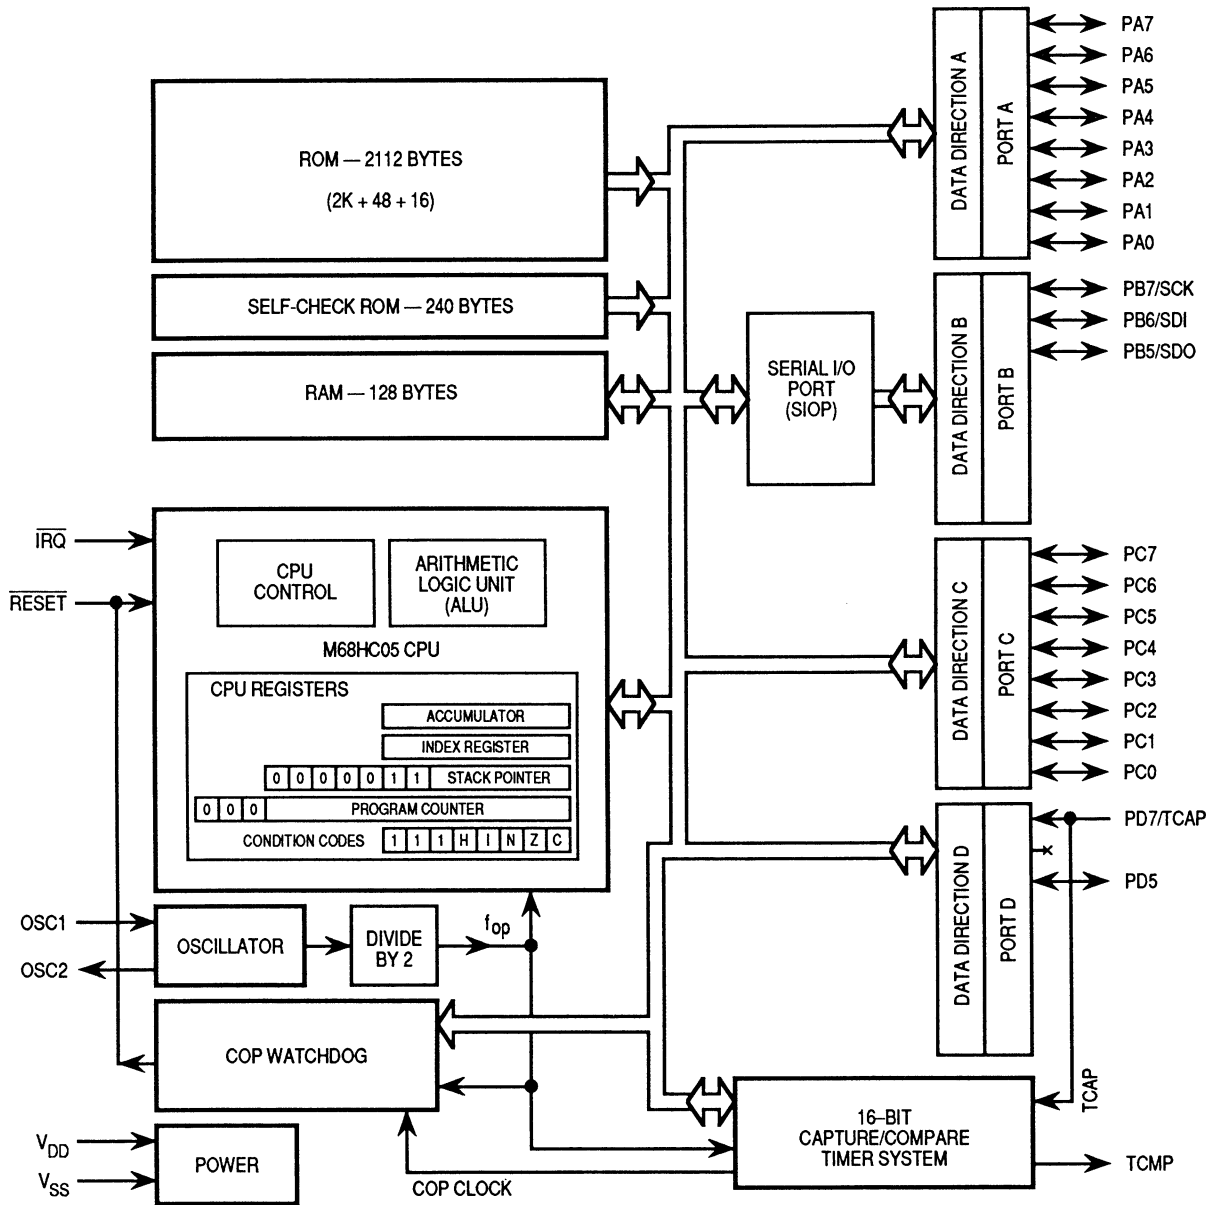 ROM — 2112 BYTES
(2K + 48 + 16)
SELF-CHECK ROM — 240 BYTES
RAM — 128 BYTES
IRQ
RESET
CPU
CONTROL
ARITHMETIC
LOGIC UNIT
(ALU)
M68HC05 CPU
CPU REGISTERS
ACCUMULATOR
INDEX REGISTER
0 0 0 0 0 1 1 STACK POINTER
0 0 0 PROGRAM COUNTER
CONDITION CODES 1 1 1 H I N Z C
OSC1
OSC2
OSCILLATOR
DIVIDE
BY 2
fop
COP WATCHDOG
VDD
VSS
POWER
COP CLOCK
SERIAL I/O
PORT
(SIOP)
DATA DIRECTION A
PORT A
PA7
PA6
PA5
PA4
PA3
PA2
PA1
PA0
DATA DIRECTION B
PORT B
PB7/SCK
PB6/SDI
PB5/SDO
DATA DIRECTION C
PORT C
PC7
PC6
PC5
PC4
PC3
PC2
PC1
PC0
DATA DIRECTION D
PORT D
PD7/TCAP
PD5
TCAP
16–BIT
CAPTURE/COMPARE
TIMER SYSTEM
TCMP